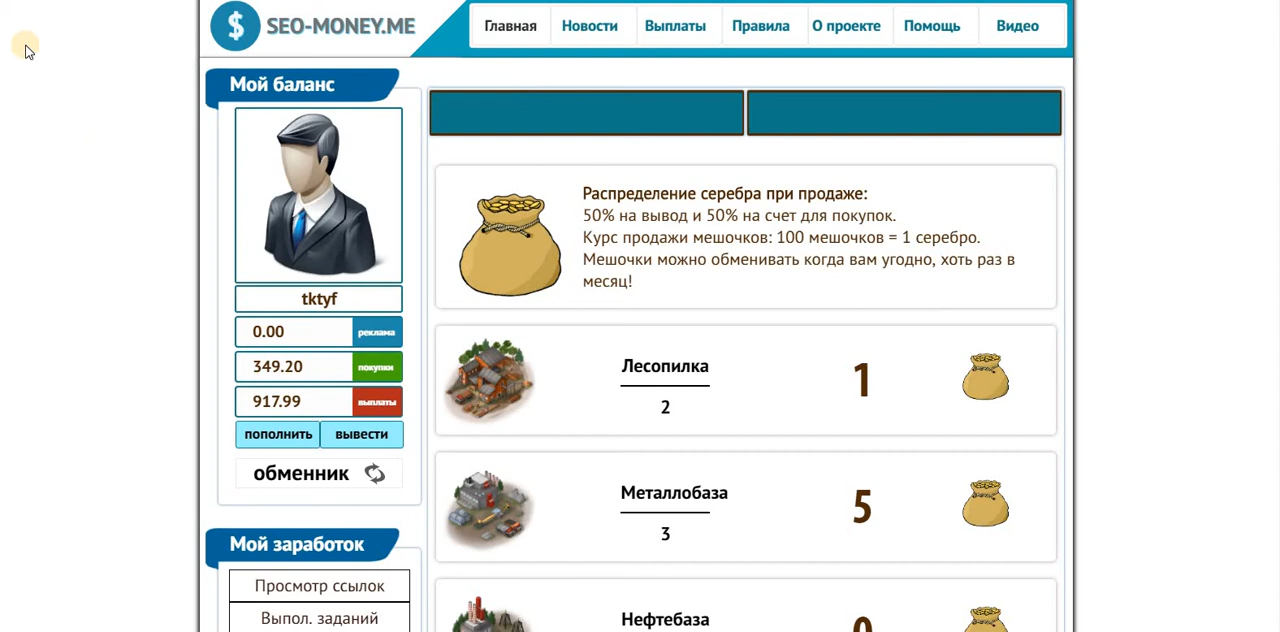 $ SEO-MONEY.ME
Главная Новости Выплаты Правила О проекте Помощь Видео
Мой баланс
tktyf
0.00 реклама
349.20 покупки
917.99 выплаты
пополнить вывести
обменник
Мой заработок
Просмотр ссылок
Выпол. заданий
Распределение серебра при продаже:
50% на вывод и 50% на счет для покупок.
Курс продажи мешочков: 100 мешочков = 1 серебро.
Мешочки можно обменивать когда вам угодно, хоть раз в
месяц!
Лесопилка
2
1
Металлобаза
3
5
Нефтебаза
0